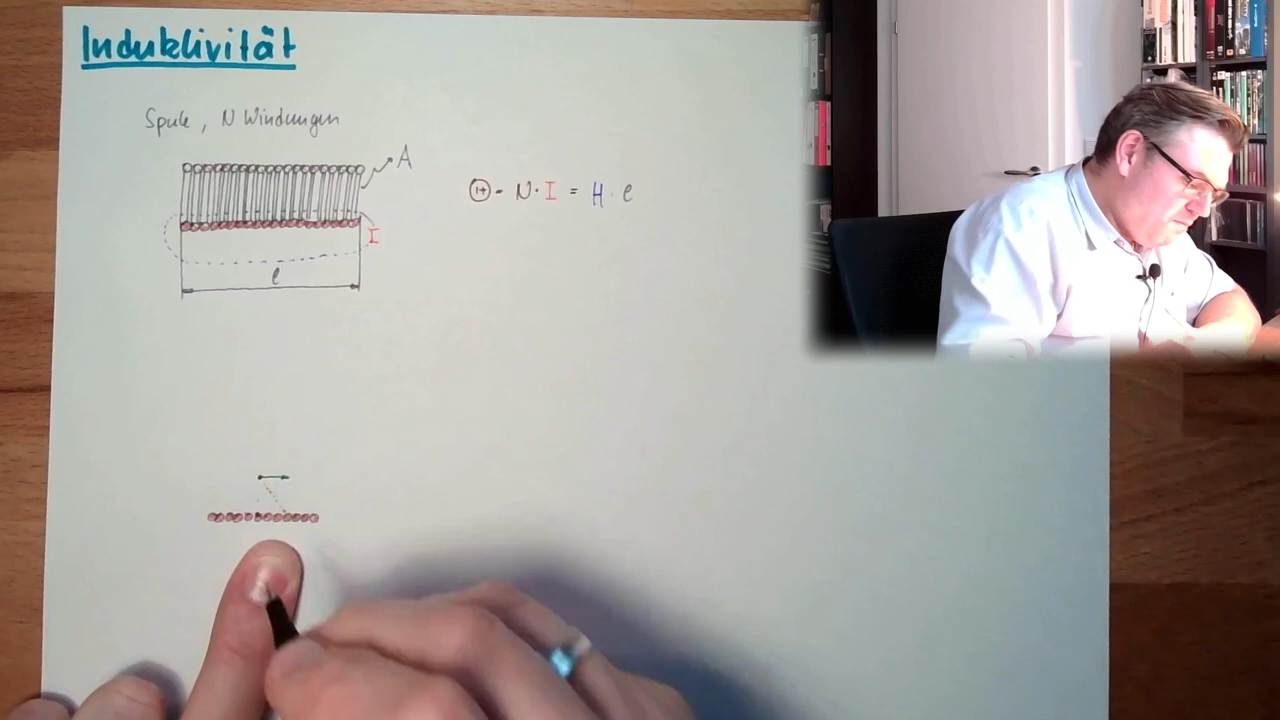 Induktivität
Spule, N Windungen
A
Θ = N · I = H · l
I
l